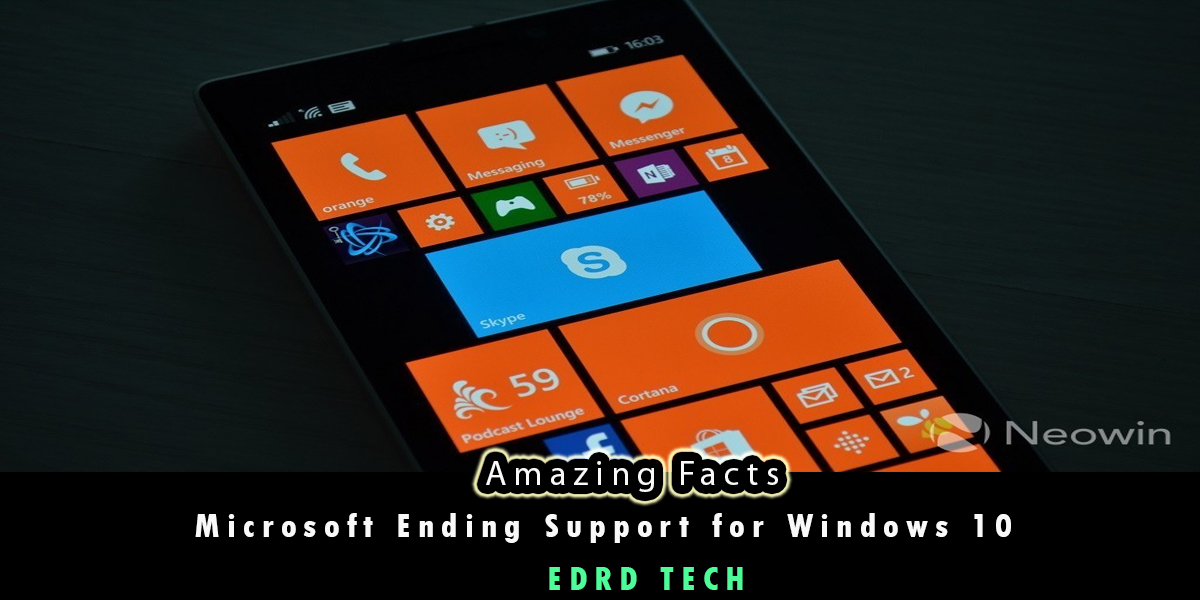 16:03
orange
Messaging
Messenger
8
78%
N
S
Skype
Cortana
59
Podcast Lounge
2
f
Neowin
Amazing Facts
Microsoft Ending Support for Windows 10
EDRD TECH